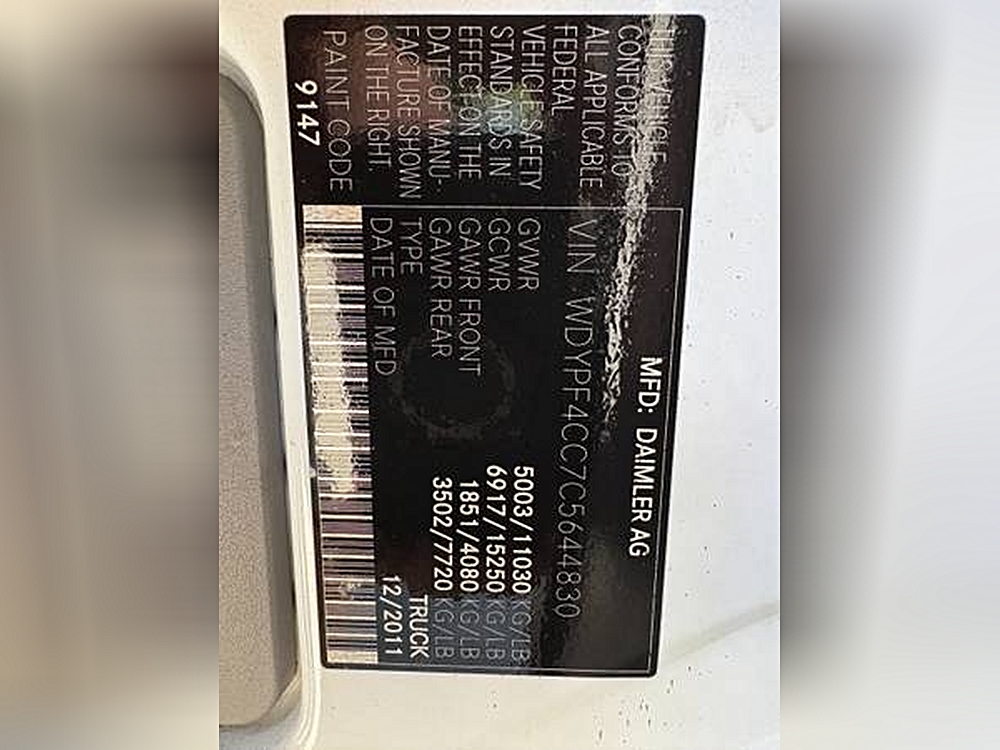 MFD: DAIMLER AG
THIS VEHICLE
CONFORMS TO
ALL APPLICABLE
FEDERAL
VEHICLE SAFETY
STANDARDS IN
EFFECT ON THE
DATE OF MANU-
FACTURE SHOWN
ON THE RIGHT.
PAINT CODE
9147
VIN WDYPF4CC7C5644830
GVWR 5003/11030 KG/LB
GCWR 6917/15250 KG/LB
GAWR FRONT 1851/4080 KG/LB
GAWR REAR 3502/7720 KG/LB
TYPE TRUCK
DATE OF MFD 12/2011